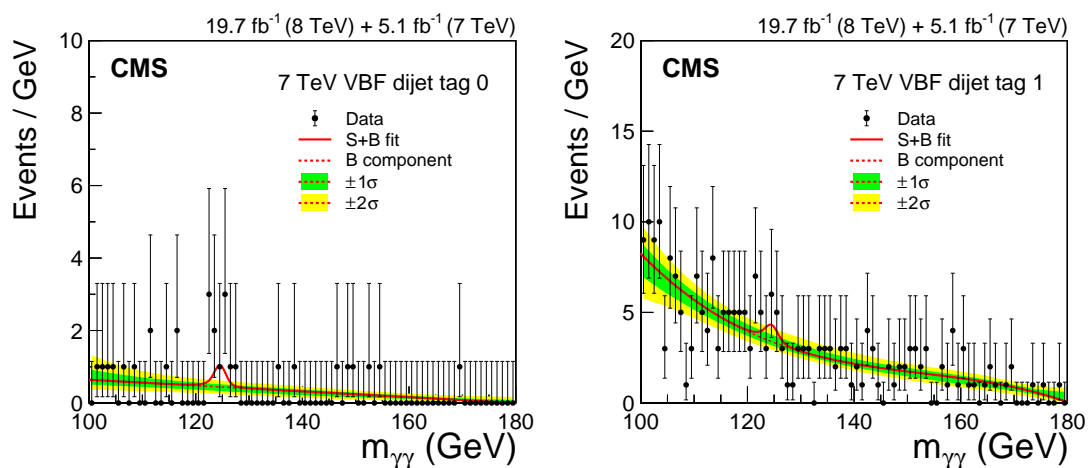 19.7 fb⁻¹ (8 TeV) + 5.1 fb⁻¹ (7 TeV)
CMS
7 TeV VBF dijet tag 0
Data
S+B fit
B component
±1σ
±2σ
Events / GeV
10
8
6
4
2
0
100 120 140 160 180
mγγ (GeV)
19.7 fb⁻¹ (8 TeV) + 5.1 fb⁻¹ (7 TeV)
CMS
7 TeV VBF dijet tag 1
Data
S+B fit
B component
±1σ
±2σ
Events / GeV
20
15
10
5
0
100 120 140 160 180
mγγ (GeV)